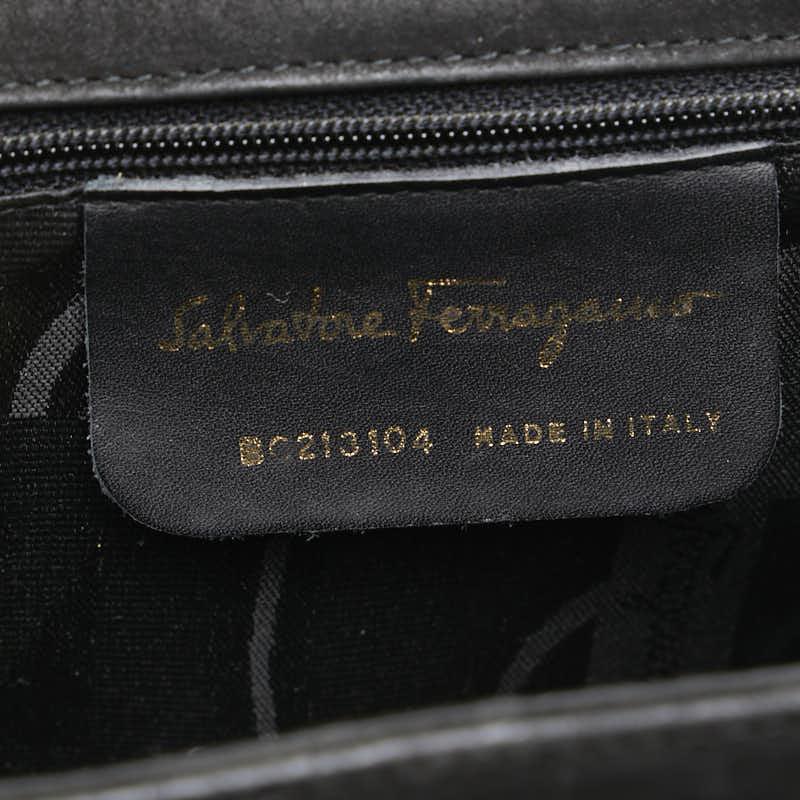 Salvatore Ferragamo
BC213104 MADE IN ITALY